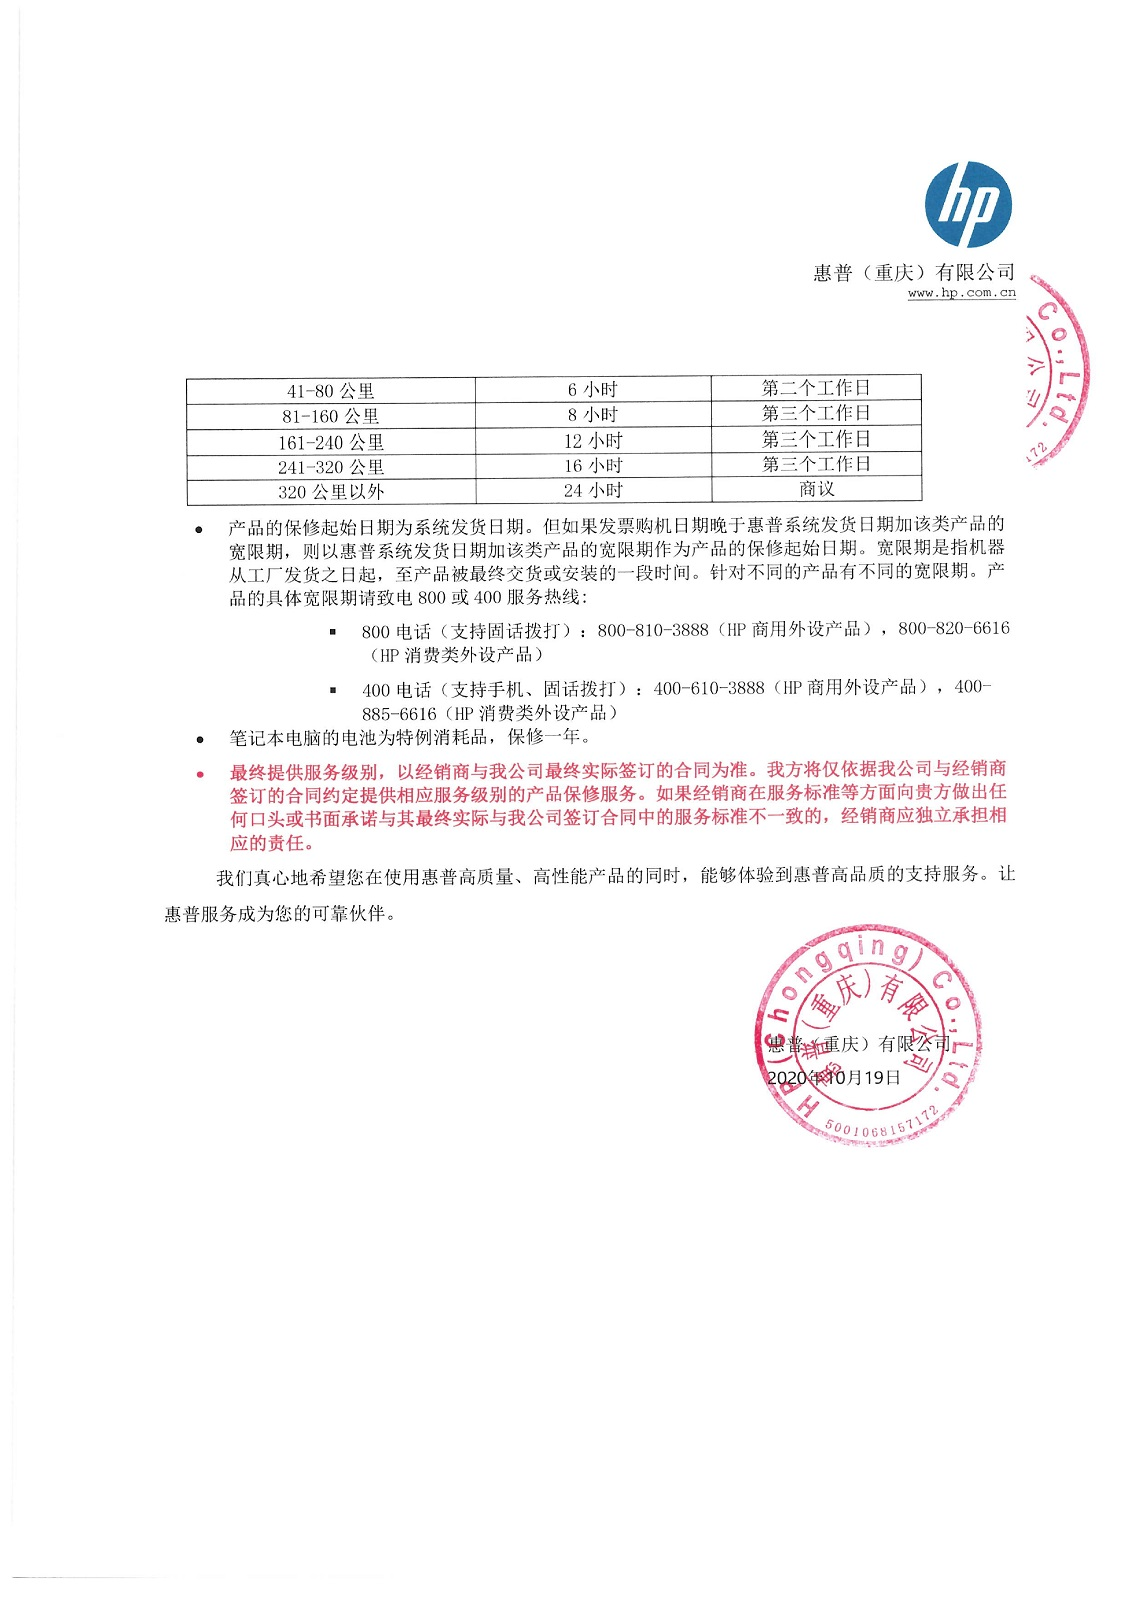 hp
惠普（重庆）有限公司
www.hp.com.cn
Co.,Ltd.
172
41-80 公里 6 小时 第二个工作日
81-160 公里 8 小时 第三个工作日
161-240 公里 12 小时 第三个工作日
241-320 公里 16 小时 第三个工作日
320 公里以外 24 小时 商议
● 产品的保修起始日期为系统发货日期。但如果发票购机日期晚于惠普系统发货日期加该类产品的
宽限期，则以惠普系统发货日期加该类产品的宽限期作为产品的保修起始日期。宽限期是指机器
从工厂发货之日起，至产品被最终交货或安装的一段时间。针对不同的产品有不同的宽限期。产
品的具体宽限期请致电 800 或 400 服务热线：
▪ 800 电话（支持固话拨打）：800-810-3888（HP 商用外设产品），800-820-6616
（HP 消费类外设产品）
▪ 400 电话（支持手机、固话拨打）：400-610-3888（HP 商用外设产品），400-
885-6616（HP 消费类外设产品）
● 笔记本电脑的电池为特例消耗品，保修一年。
● 最终提供服务级别，以经销商与我公司最终实际签订的合同为准。我方将仅依据我公司与经销商
签订的合同约定提供相应服务级别的产品保修服务。如果经销商在服务标准等方面向贵方做出任
何口头或书面承诺与其最终实际与我公司签订合同中的服务标准不一致的，经销商应独立承担相
应的责任。
我们真心地希望您在使用惠普高质量、高性能产品的同时，能够体验到惠普高品质的支持服务。让
惠普服务成为您的可靠伙伴。
HP(Chongqing) Co.,Ltd.
惠普（重庆）有限公司
惠普（重庆）有限公司
2020年10月19日
5001068157172